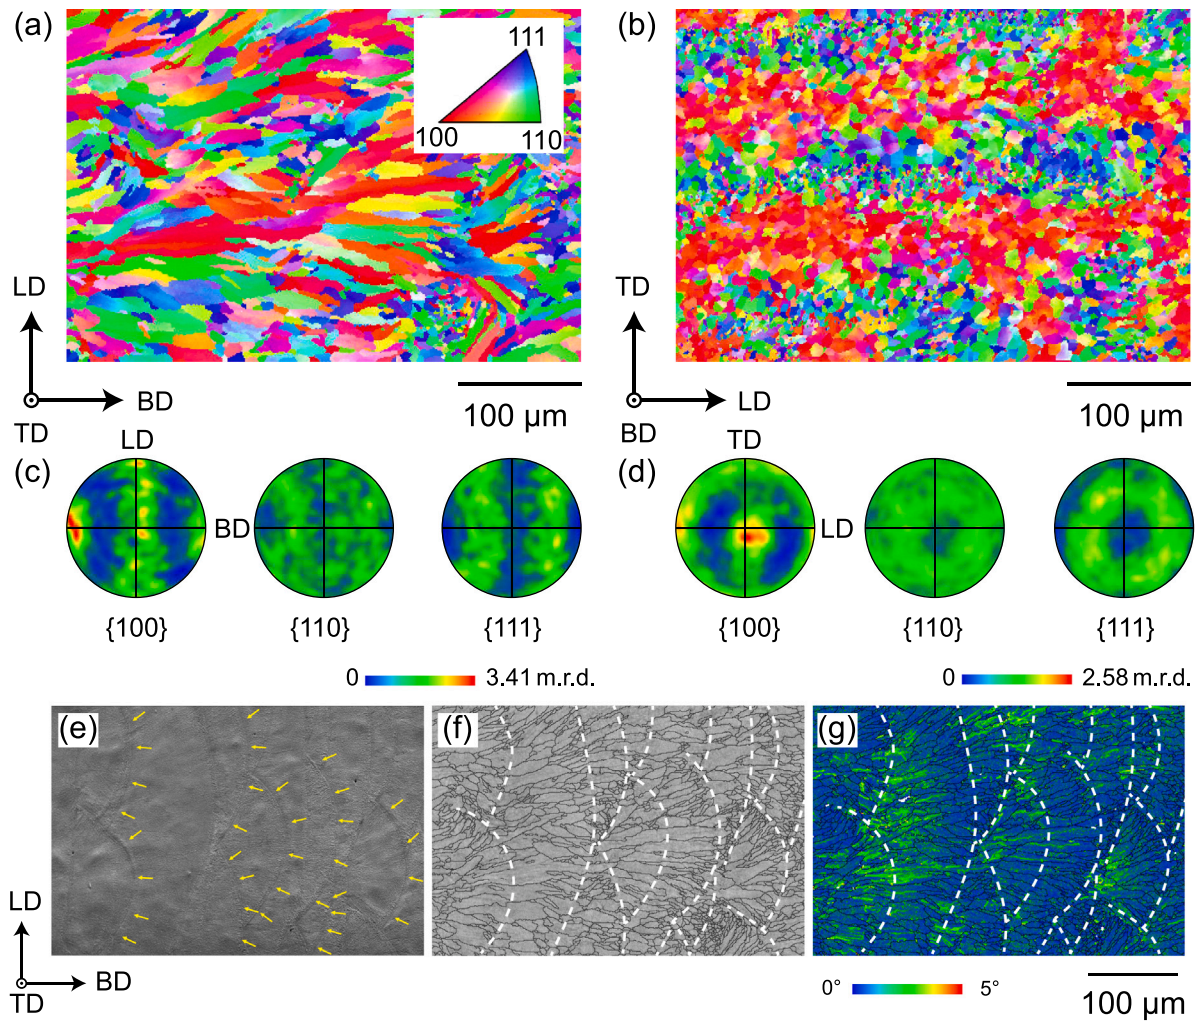 (a)
111
100
110
LD
BD
TD
100 µm
(b)
TD
LD
BD
100 µm
(c)
LD
BD
{100}
{110}
{111}
0
3.41 m.r.d.
(d)
TD
LD
{100}
{110}
{111}
0
2.58 m.r.d.
(e)
(f)
(g)
LD
BD
TD
0°
5°
100 µm